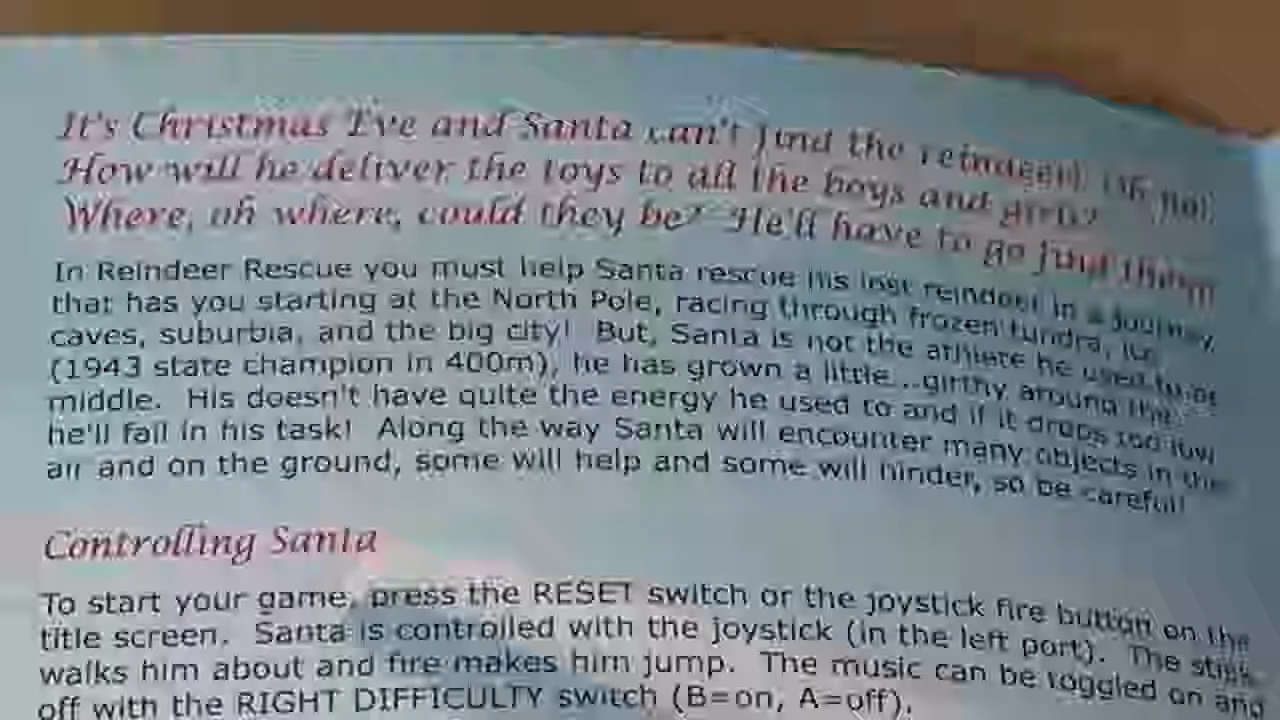 It's Christmas Eve and Santa can't find the reindeer! Oh no!
How will he deliver the toys to all the boys and girls?
Where, oh where, could they be? He'll have to go find them
In Reindeer Rescue you must help Santa rescue his lost reindeer in a journey
that has you starting at the North Pole, racing through frozen tundra, ice
caves, suburbia, and the big city! But, Santa is not the athlete he used to be
(1943 state champion in 400m), he has grown a little...girthy around the
middle. His doesn't have quite the energy he used to and if it drops too low
he'll fail in his task! Along the way Santa will encounter many objects in the
air and on the ground, some will help and some will hinder, so be careful!
Controlling Santa
To start your game, press the RESET switch or the joystick fire button on the
title screen. Santa is controlled with the joystick (in the left port). The stick
walks him about and fire makes him jump. The music can be toggled on and
off with the RIGHT DIFFICULTY switch (B=on, A=off).